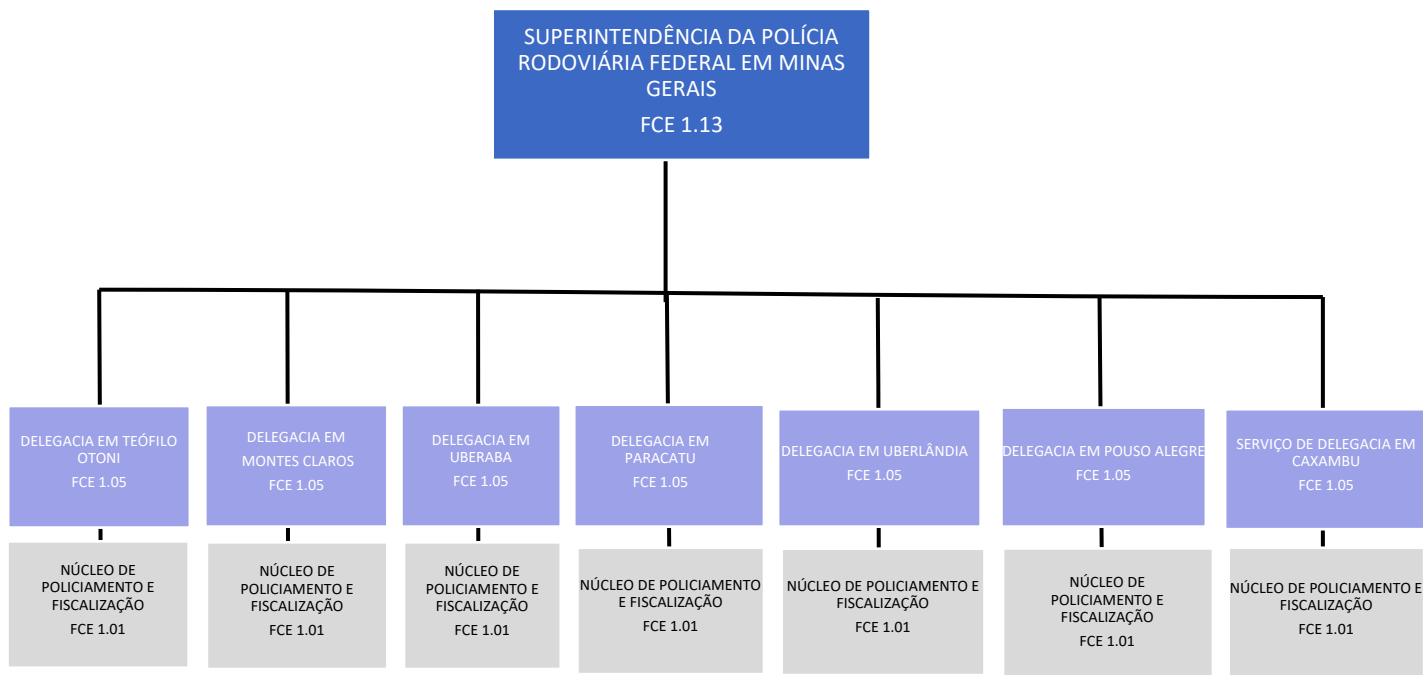 SUPERINTENDÊNCIA DA POLÍCIA
RODOVIÁRIA FEDERAL EM MINAS
GERAIS
FCE 1.13
DELEGACIA EM TEÓFILO
OTONI
FCE 1.05
DELEGACIA EM
MONTES CLAROS
FCE 1.05
DELEGACIA EM
UBERABA
FCE 1.05
DELEGACIA EM
PARACATU
FCE 1.05
DELEGACIA EM UBERLÂNDIA
FCE 1.05
DELEGACIA EM POUSO ALEGRE
FCE 1.05
SERVIÇO DE DELEGACIA EM
CAXAMBU
FCE 1.05
NÚCLEO DE
POLICIAMENTO E
FISCALIZAÇÃO
FCE 1.01
NÚCLEO DE
POLICIAMENTO E
FISCALIZAÇÃO
FCE 1.01
NÚCLEO DE
POLICIAMENTO E
FISCALIZAÇÃO
FCE 1.01
NÚCLEO DE POLICIAMENTO
E FISCALIZAÇÃO
FCE 1.01
NÚCLEO DE POLICIAMENTO E
FISCALIZAÇÃO
FCE 1.01
NÚCLEO DE
POLICIAMENTO E
FISCALIZAÇÃO
FCE 1.01
NÚCLEO DE POLICIAMENTO E
FISCALIZAÇÃO
FCE 1.01